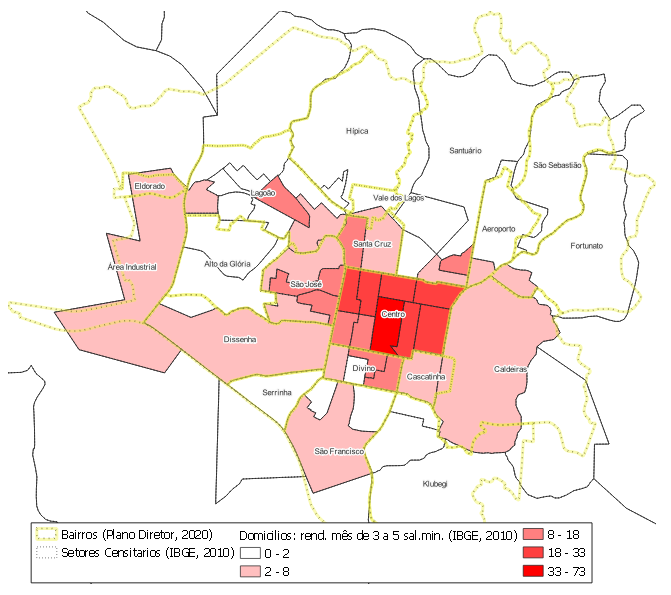 Hípica
Santuário
São Sebastião
Eldorado
Lagoão
Vale dos Lagos
Aeroporto
Fortunato
Santa Cruz
Alto da Glória
Área Industrial
São José
Centro
Dissenha
Divino
Cascatinha
Caldeiras
Serrinha
São Francisco
Klubegi
Bairros (Plano Diretor, 2020)
Setores Censitarios (IBGE, 2010)
Domicilios: rend. mês de 3 a 5 sal.min. (IBGE, 2010)
0 - 2
2 - 8
8 - 18
18 - 33
33 - 73